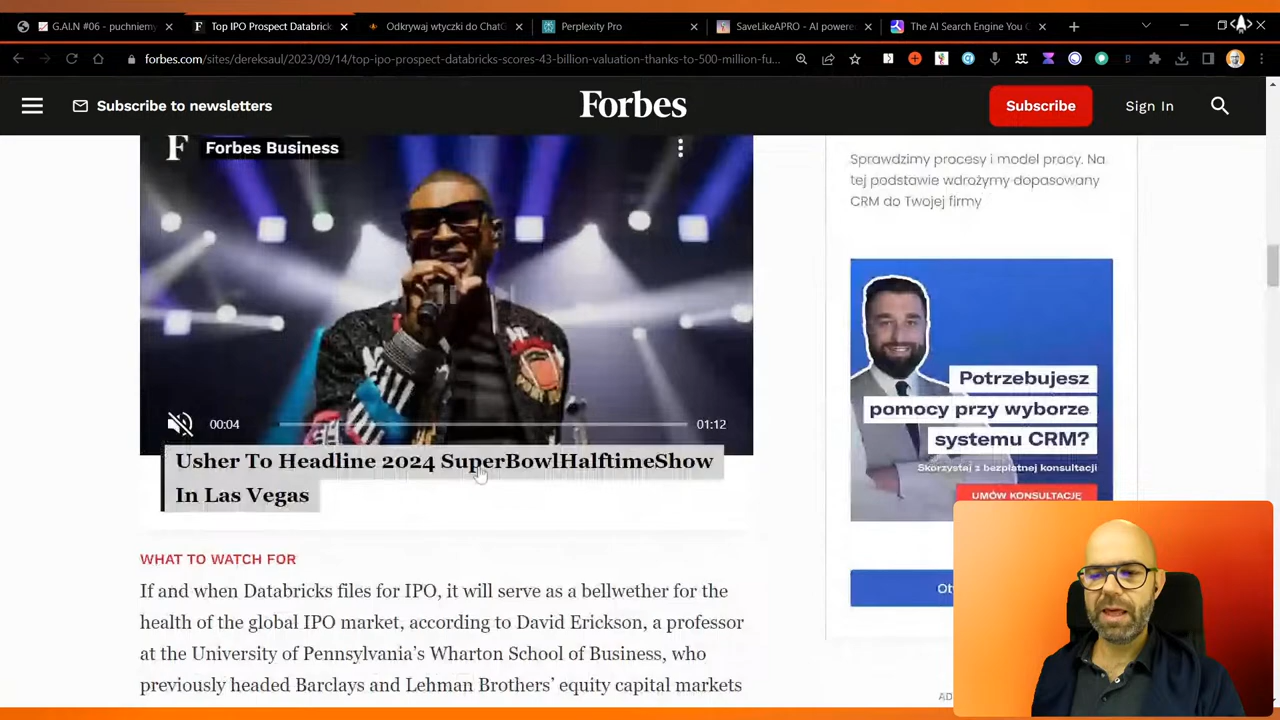 G.ALN #06 - puchniemy
Top IPO Prospect Databricks
Odkrywaj wtyczki do ChatG
Perplexity Pro
SaveLikeAPRO - AI powere
The AI Search Engine You C
forbes.com/sites/dereksaul/2023/09/14/top-ipo-prospect-databricks-scores-43-billion-valuation-thanks-to-500-million-fu...
Subscribe to newsletters
Forbes
Subscribe
Sign In
F Forbes Business
00:04
01:12
Usher To Headline 2024 SuperBowlHalftimeShow
In Las Vegas
WHAT TO WATCH FOR
If and when Databricks files for IPO, it will serve as a bellwether for the
health of the global IPO market, according to David Erickson, a professor
at the University of Pennsylvania’s Wharton School of Business, who
previously headed Barclays and Lehman Brothers’ equity capital markets
Sprawdzimy procesy i model pracy. Na
tej podstawie wdrożymy dopasowany
CRM do Twojej firmy
Potrzebujesz
pomocy przy wyborze
systemu CRM?
Skorzystaj z bezpłatnej konsultacji
UMÓW KONSULTACJĘ